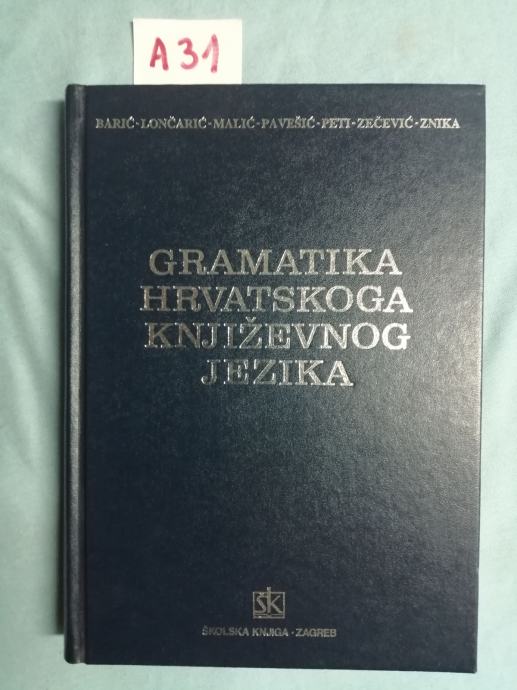 A31
BARIĆ-LONČARIĆ-MALIĆ-PAVEŠIĆ-PETI-ZEČEVIĆ-ZNIKA
GRAMATIKA
HRVATSKOGA
KNJIŽEVNOG
JEZIKA
ŠK
ŠKOLSKA KNJIGA · ZAGREB